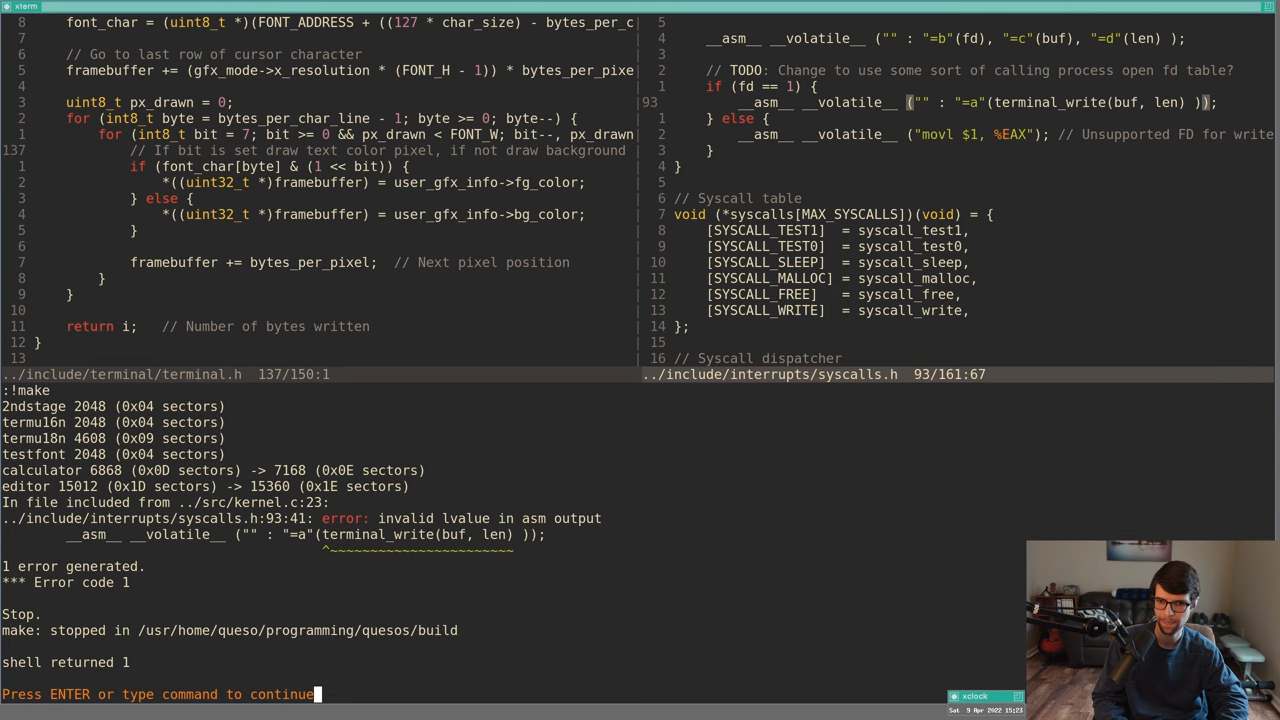 xterm
8 font_char = (uint8_t *)(FONT_ADDRESS + ((127 * char_size) - bytes_per_c
7
6 // Go to last row of cursor character
5 framebuffer += (gfx_mode->x_resolution * (FONT_H - 1)) * bytes_per_pixe
4
3 uint8_t px_drawn = 0;
2 for (int8_t byte = bytes_per_char_line - 1; byte >= 0; byte--) {
1 for (int8_t bit = 7; bit >= 0 && px_drawn < FONT_W; bit--, px_drawn
137 // If bit is set draw text color pixel, if not draw background
1 if (font_char[byte] & (1 << bit)) {
2 *((uint32_t *)framebuffer) = user_gfx_info->fg_color;
3 } else {
4 *((uint32_t *)framebuffer) = user_gfx_info->bg_color;
5 }
6
7 framebuffer += bytes_per_pixel; // Next pixel position
8 }
9 }
10
11 return i; // Number of bytes written
12 }
13
../include/terminal/terminal.h 137/150:1
5
4 __asm__ __volatile__ ("" : "=b"(fd), "=c"(buf), "=d"(len) );
3
2 // TODO: Change to use some sort of calling process open fd table?
1 if (fd == 1) {
93 __asm__ __volatile__ ("" : "=a"(terminal_write(buf, len) ));
1 } else {
2 __asm__ __volatile__ ("movl $1, %EAX"); // Unsupported FD for write
3 }
4 }
5
6 // Syscall table
7 void (*syscalls[MAX_SYSCALLS])(void) = {
8 [SYSCALL_TEST1] = syscall_test1,
9 [SYSCALL_TEST0] = syscall_test0,
10 [SYSCALL_SLEEP] = syscall_sleep,
11 [SYSCALL_MALLOC] = syscall_malloc,
12 [SYSCALL_FREE] = syscall_free,
13 [SYSCALL_WRITE] = syscall_write,
14 };
15
16 // Syscall dispatcher
../include/interrupts/syscalls.h 93/161:67
:!make
2ndstage 2048 (0x04 sectors)
termu16n 2048 (0x04 sectors)
termu18n 4608 (0x09 sectors)
testfont 2048 (0x04 sectors)
calculator 6868 (0x0D sectors) -> 7168 (0x0E sectors)
editor 15012 (0x1D sectors) -> 15360 (0x1E sectors)
In file included from ../src/kernel.c:23:
../include/interrupts/syscalls.h:93:41: error: invalid lvalue in asm output
__asm__ __volatile__ ("" : "=a"(terminal_write(buf, len) ));
^~~~~~~~~~~~~~~~~~~~~~~~
1 error generated.
*** Error code 1
Stop.
make: stopped in /usr/home/queso/programming/quesos/build
shell returned 1
Press ENTER or type command to continue
xclock
Sat 9 Apr 2022 15:23